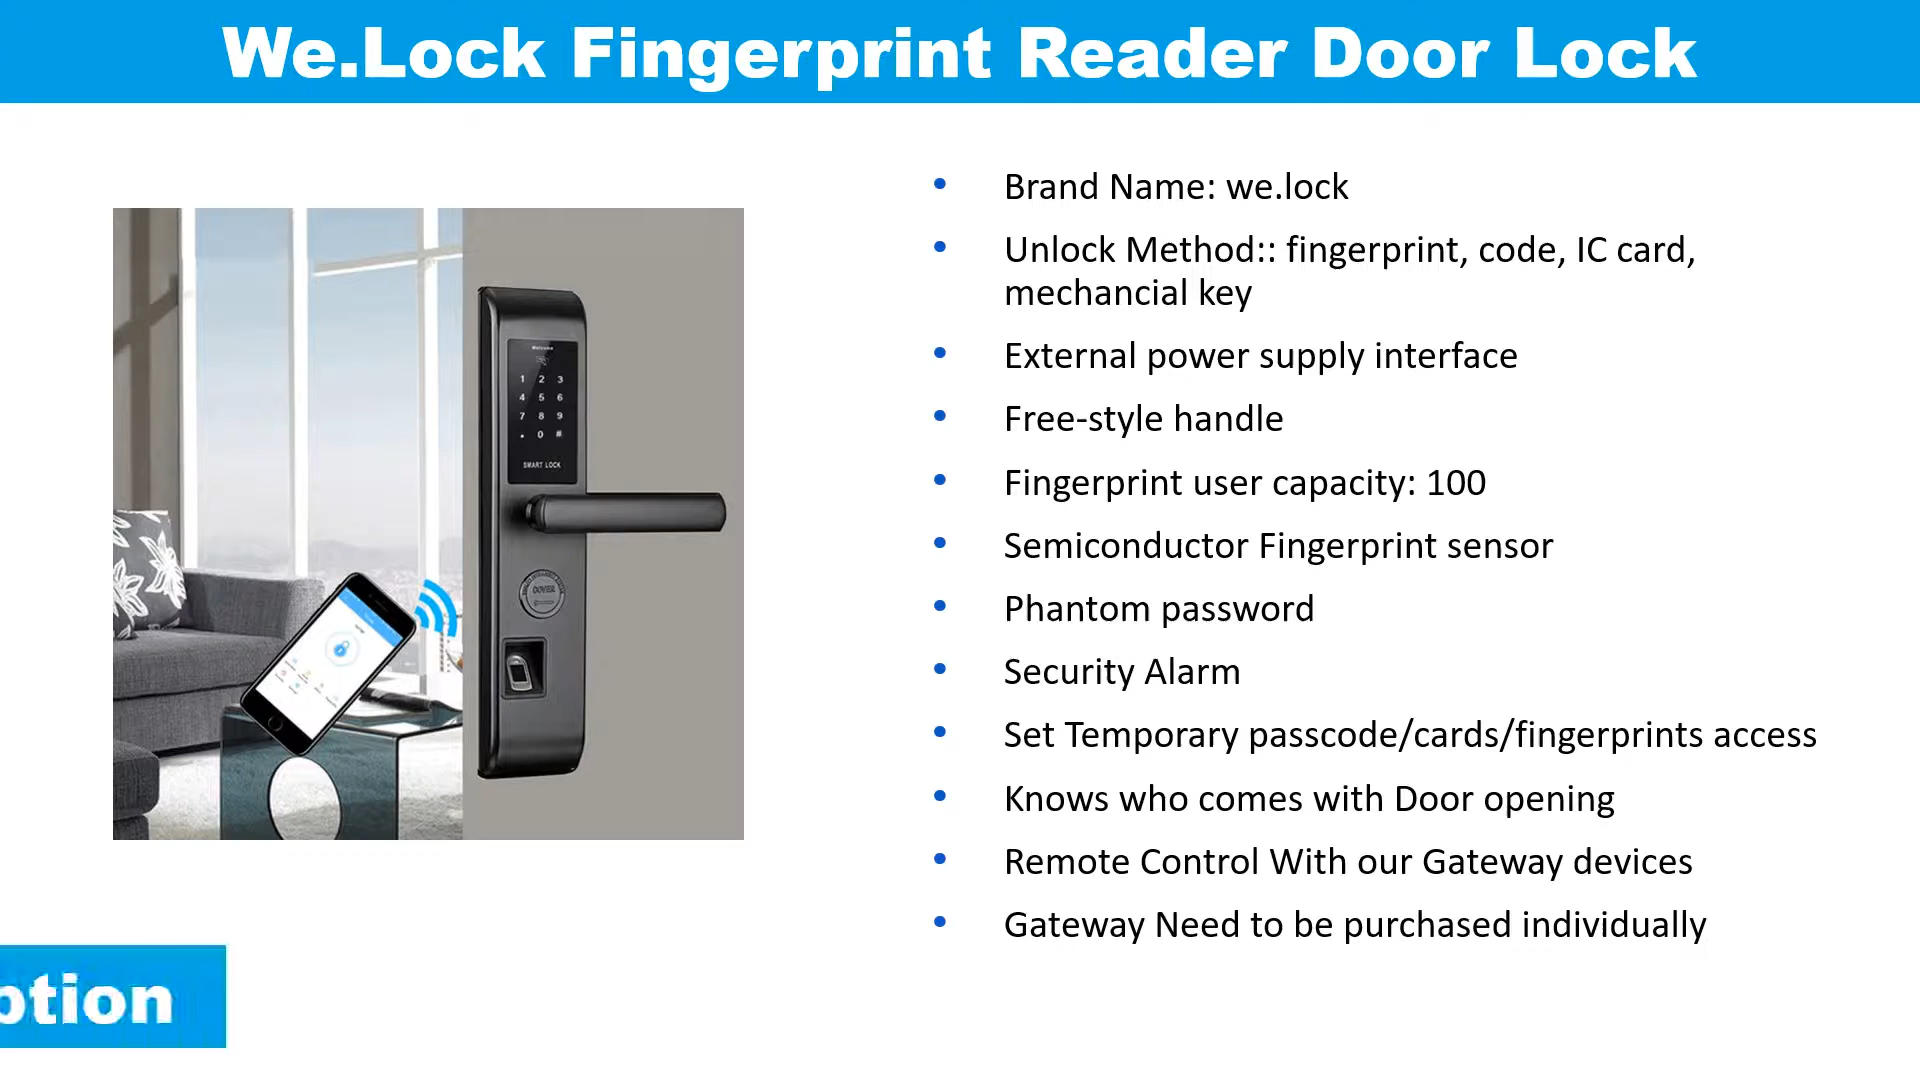 We.Lock Fingerprint Reader Door Lock
Brand Name: we.lock
Unlock Method:: fingerprint, code, IC card,
mechancial key
External power supply interface
Free-style handle
Fingerprint user capacity: 100
Semiconductor Fingerprint sensor
Phantom password
Security Alarm
Set Temporary passcode/cards/fingerprints access
Knows who comes with Door opening
Remote Control With our Gateway devices
Gateway Need to be purchased individually
Welcome
1 2 3
4 5 6
7 8 9
* 0 #
SMART LOCK
ption